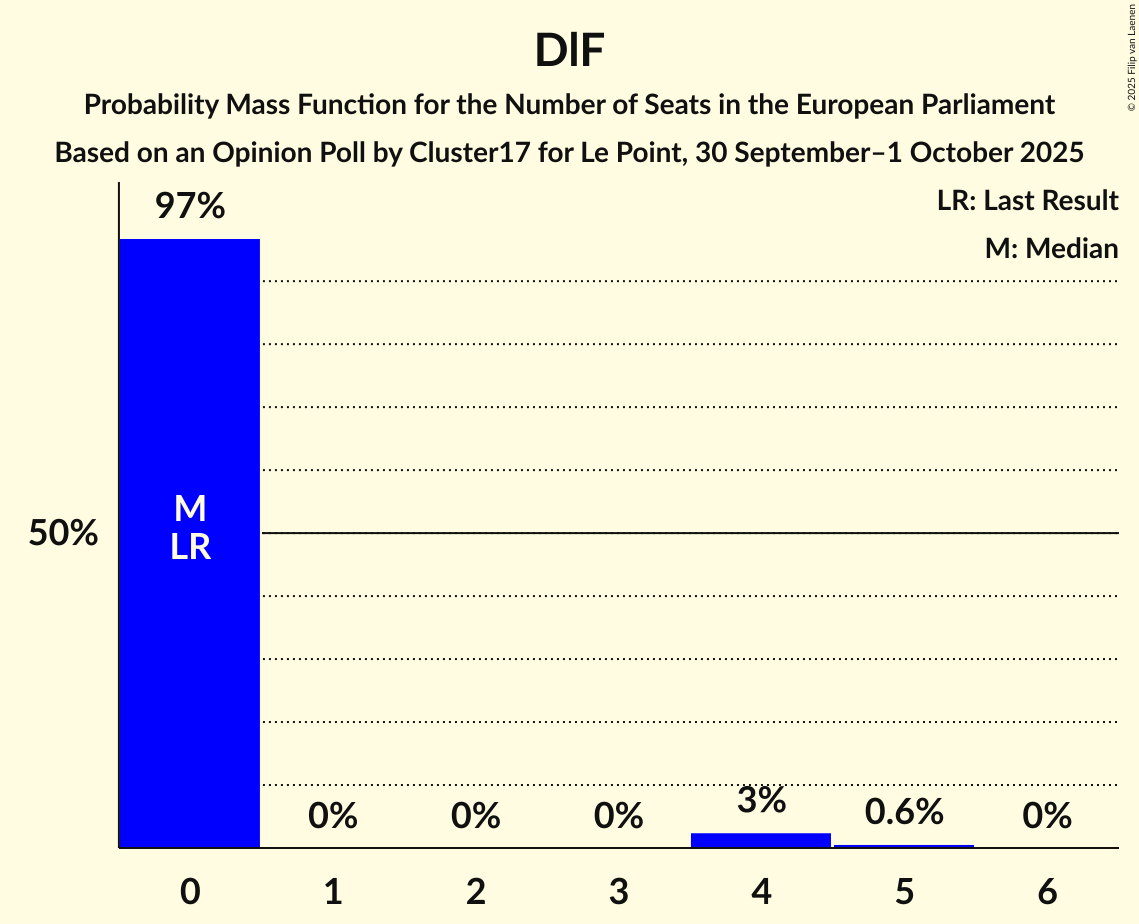 DlF
Probability Mass Function for the Number of Seats in the European Parliament
Based on an Opinion Poll by Cluster17 for Le Point, 30 September–1 October 2025
© 2025 Filip van Laenen
LR: Last Result
M: Median
97%
M
LR
50%
0%
0%
0%
3%
0.6%
0%
0 1 2 3 4 5 6